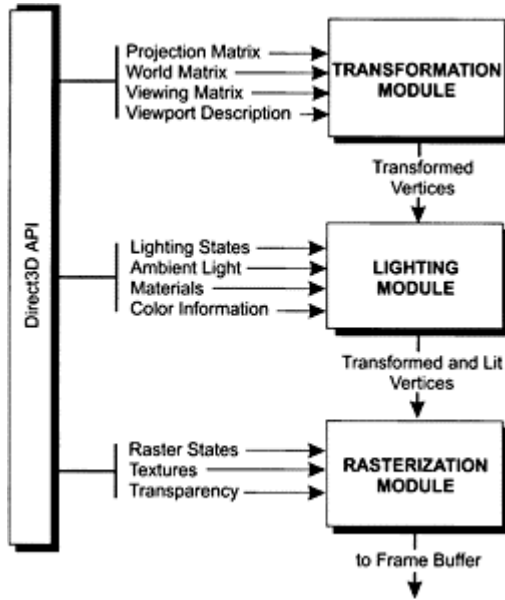 Direct3D API
Projection Matrix
World Matrix
Viewing Matrix
Viewport Description
TRANSFORMATION
MODULE
Transformed
Vertices
Lighting States
Ambient Light
Materials
Color Information
LIGHTING
MODULE
Transformed and Lit
Vertices
Raster States
Textures
Transparency
RASTERIZATION
MODULE
to Frame Buffer